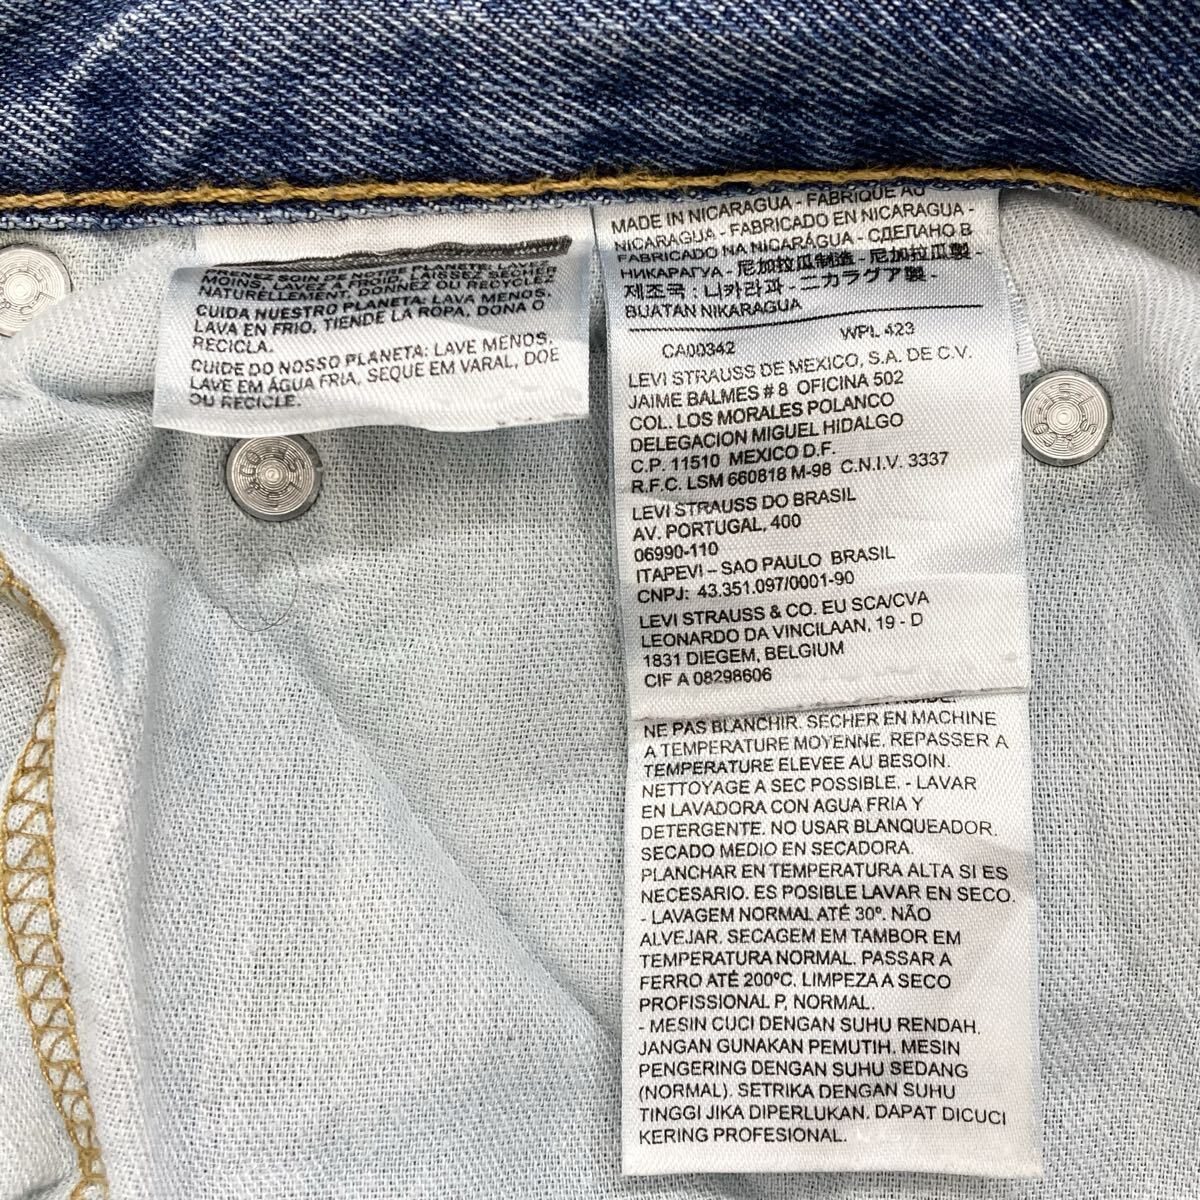 PRENEZ SOIN DE NOTRE PLANETE:
MOINS, LAVEZ À FROID, LAISSEZ SÉCHER
NATURELLEMENT, DONNEZ OU RECYCLEZ
CUIDA NUESTRO PLANETA: LAVA MENOS,
LAVA EN FRIO, TIENDE LA ROPA, DONA O
RECICLA.
CUIDE DO NOSSO PLANETA: LAVE MENOS,
LAVE EM ÁGUA FRIA, SEQUE EM VARAL, DOE
OU RECICLE.
MADE IN NICARAGUA - FABRIQUÉ AU
NICARAGUA - FABRICADO EN NICARAGUA -
FABRICADO NA NICARÁGUA - СДЕЛАНО В
НИКАРАГУА - 尼加拉瓜制造 - 尼加拉瓜製 -
제조국 : 니카라과 - ニカラグア製 -
BUATAN NIKARAGUA
CA00342 WPL 423
LEVI STRAUSS DE MEXICO, S.A. DE C.V.
JAIME BALMES # 8 OFICINA 502
COL. LOS MORALES POLANCO
DELEGACION MIGUEL HIDALGO
C.P. 11510 MEXICO D.F.
R.F.C. LSM 660818 M-98 C.N.I.V. 3337
LEVI STRAUSS DO BRASIL
AV. PORTUGAL, 400
06990-110
ITAPEVI – SAO PAULO BRASIL
CNPJ: 43.351.097/0001-90
LEVI STRAUSS & CO. EU SCA/CVA
LEONARDO DA VINCILAAN, 19 - D
1831 DIEGEM, BELGIUM
CIF A 08298606
NE PAS BLANCHIR. SECHER EN MACHINE
A TEMPERATURE MOYENNE. REPASSER A
TEMPERATURE ELEVEE AU BESOIN.
NETTOYAGE A SEC POSSIBLE. - LAVAR
EN LAVADORA CON AGUA FRIA Y
DETERGENTE. NO USAR BLANQUEADOR.
SECADO MEDIO EN SECADORA.
PLANCHAR EN TEMPERATURA ALTA SI ES
NECESARIO. ES POSIBLE LAVAR EN SECO.
- LAVAGEM NORMAL ATÉ 30º. NÃO
ALVEJAR. SECAGEM EM TAMBOR EM
TEMPERATURA NORMAL. PASSAR A
FERRO ATÉ 200ºC. LIMPEZA A SECO
PROFISSIONAL P, NORMAL.
- MESIN CUCI DENGAN SUHU RENDAH.
JANGAN GUNAKAN PEMUTIH. MESIN
PENGERING DENGAN SUHU SEDANG
(NORMAL). SETRIKA DENGAN SUHU
TINGGI JIKA DIPERLUKAN. DAPAT DICUCI
KERING PROFESIONAL.